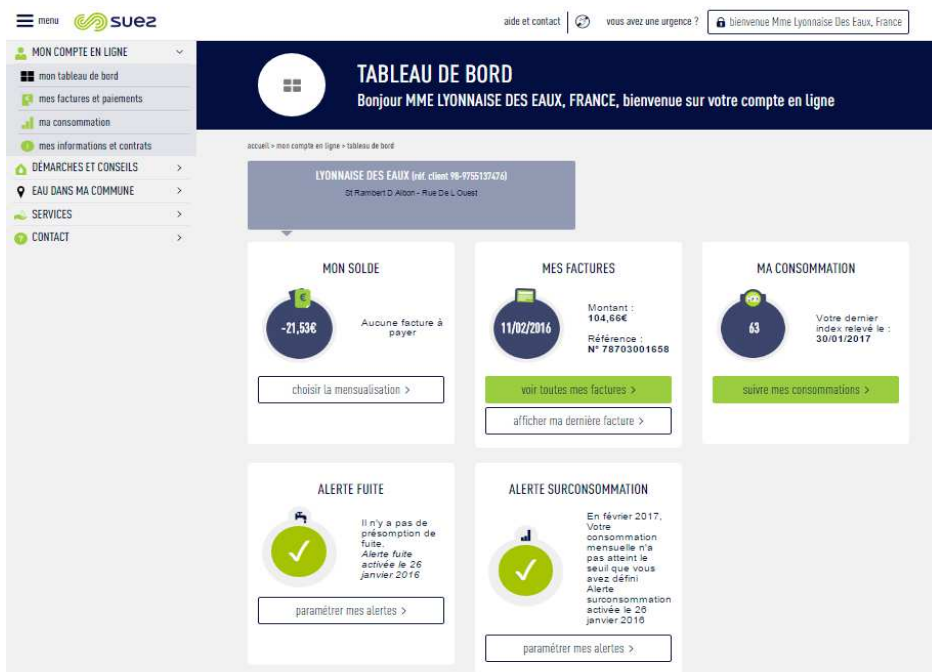 menu
suez
aide et contact
vous avez une urgence ?
bienvenue Mme Lyonnaise Des Eaux, France
MON COMPTE EN LIGNE
mon tableau de bord
mes factures et paiements
ma consommation
mes informations et contrats
DÉMARCHES ET CONSEILS
EAU DANS MA COMMUNE
SERVICES
CONTACT
TABLEAU DE BORD
Bonjour MME LYONNAISE DES EAUX, FRANCE, bienvenue sur votre compte en ligne
accueil > mon compte en ligne > tableau de bord
LYONNAISE DES EAUX (réf. client 98-9755137476)
St Rambert D Albon - Rue De L Ouest
MON SOLDE
-21,53€
Aucune facture à
payer
choisir la mensualisation >
MES FACTURES
11/02/2016
Montant :
104,66€
Référence :
N° 78703001658
voir toutes mes factures >
afficher ma dernière facture >
MA CONSOMMATION
63
Votre dernier
index relevé le :
30/01/2017
suivre mes consommations >
ALERTE FUITE
Il n'y a pas de
présomption de
fuite.
Alerte fuite
activée le 26
janvier 2016
paramétrer mes alertes >
ALERTE SURCONSOMMATION
En février 2017,
Votre
consommation
mensuelle n'a
pas atteint le
seuil que vous
avez défini
Alerte
surconsommation
activée le 26
janvier 2016
paramétrer mes alertes >